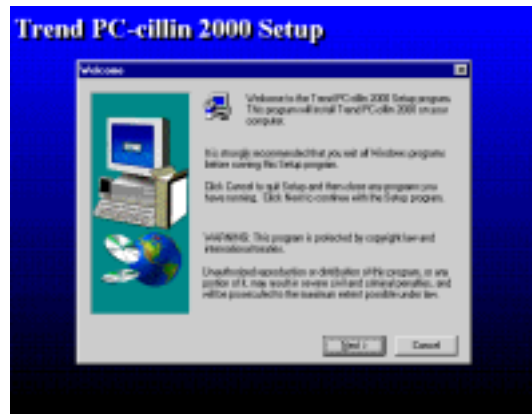 Trend PC-cillin 2000 Setup
Welcome
Welcome to the Trend PC-cillin 2000 Setup program.
This program will install Trend PC-cillin 2000 on your
computer.
It is strongly recommended that you exit all Windows programs
before running this Setup program.
Click Cancel to quit Setup and then close any programs you
have running. Click Next to continue with the Setup program.
WARNING: This program is protected by copyright law and
international treaties.
Unauthorized reproduction or distribution of this program, or any
portion of it, may result in severe civil and criminal penalties, and
will be prosecuted to the maximum extent possible under law.
Next >
Cancel